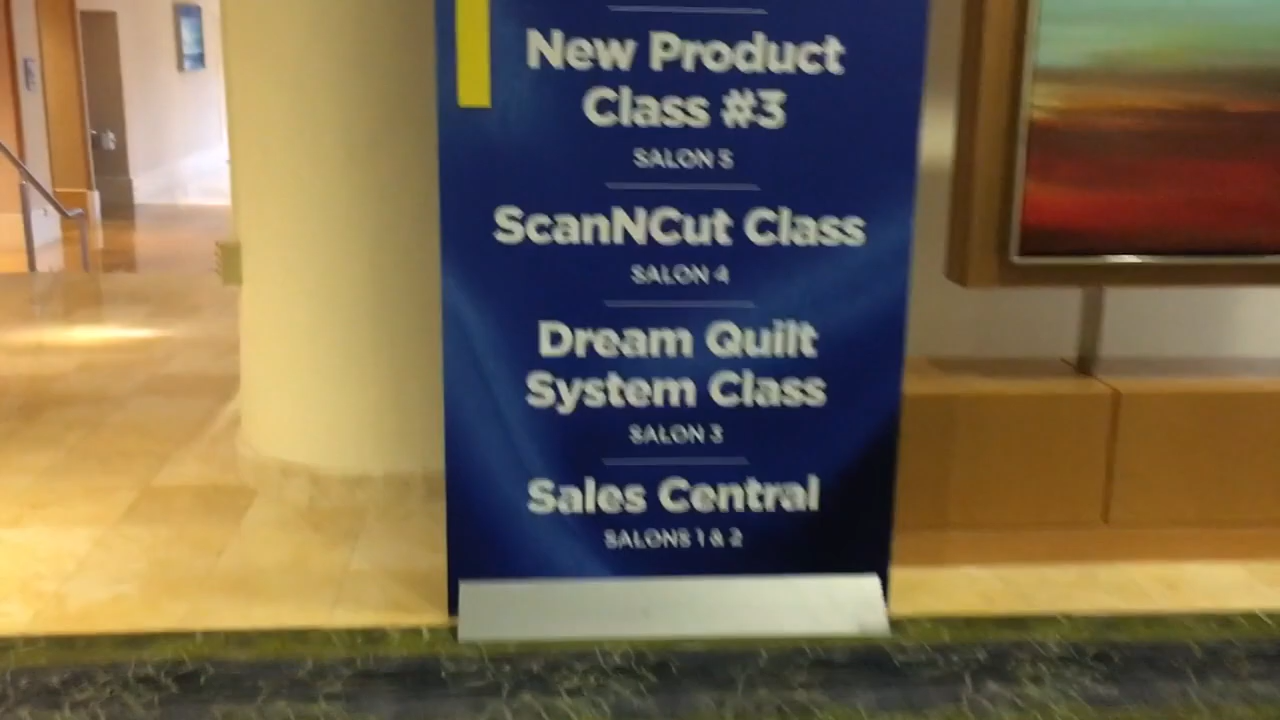 New Product
Class #3
SALON 5
ScanNCut Class
SALON 4
Dream Quilt
System Class
SALON 3
Sales Central
SALONS 1 & 2